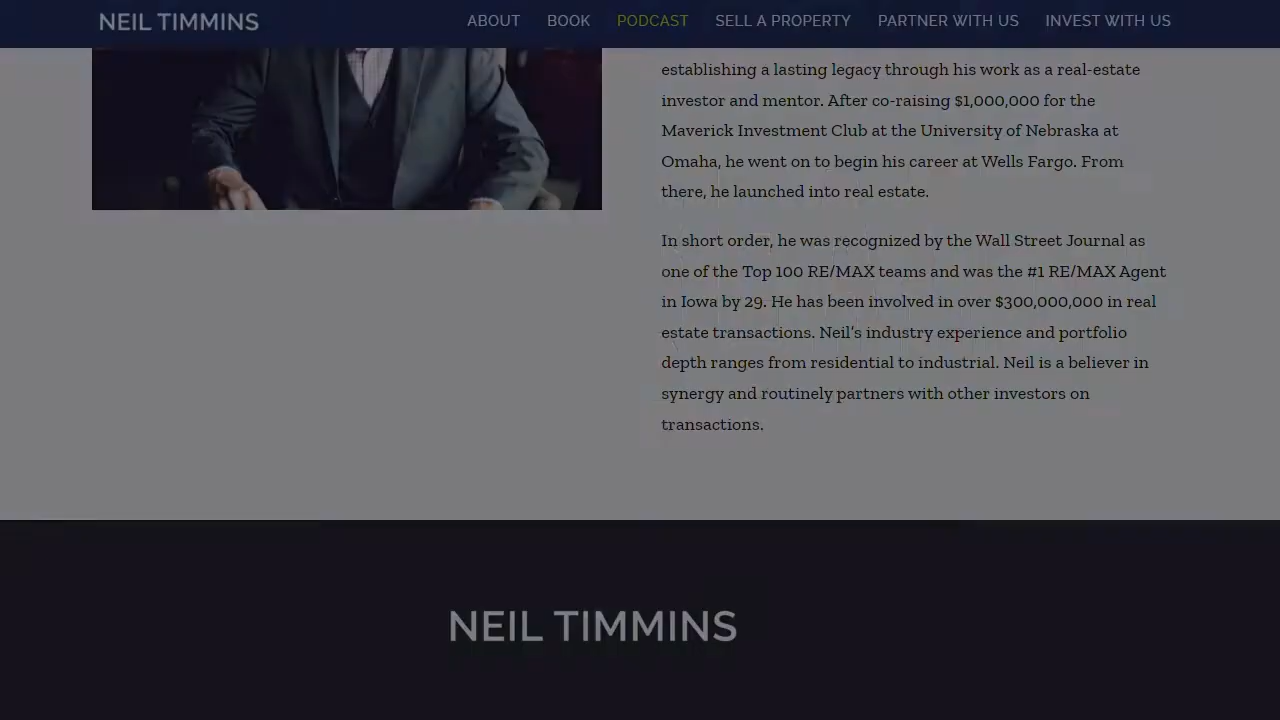 NEIL TIMMINS
ABOUT BOOK PODCAST SELL A PROPERTY PARTNER WITH US INVEST WITH US
establishing a lasting legacy through his work as a real-estate
investor and mentor. After co-raising $1,000,000 for the
Maverick Investment Club at the University of Nebraska at
Omaha, he went on to begin his career at Wells Fargo. From
there, he launched into real estate.
In short order, he was recognized by the Wall Street Journal as
one of the Top 100 RE/MAX teams and was the #1 RE/MAX Agent
in Iowa by 29. He has been involved in over $300,000,000 in real
estate transactions. Neil's industry experience and portfolio
depth ranges from residential to industrial. Neil is a believer in
synergy and routinely partners with other investors on
transactions.
NEIL TIMMINS